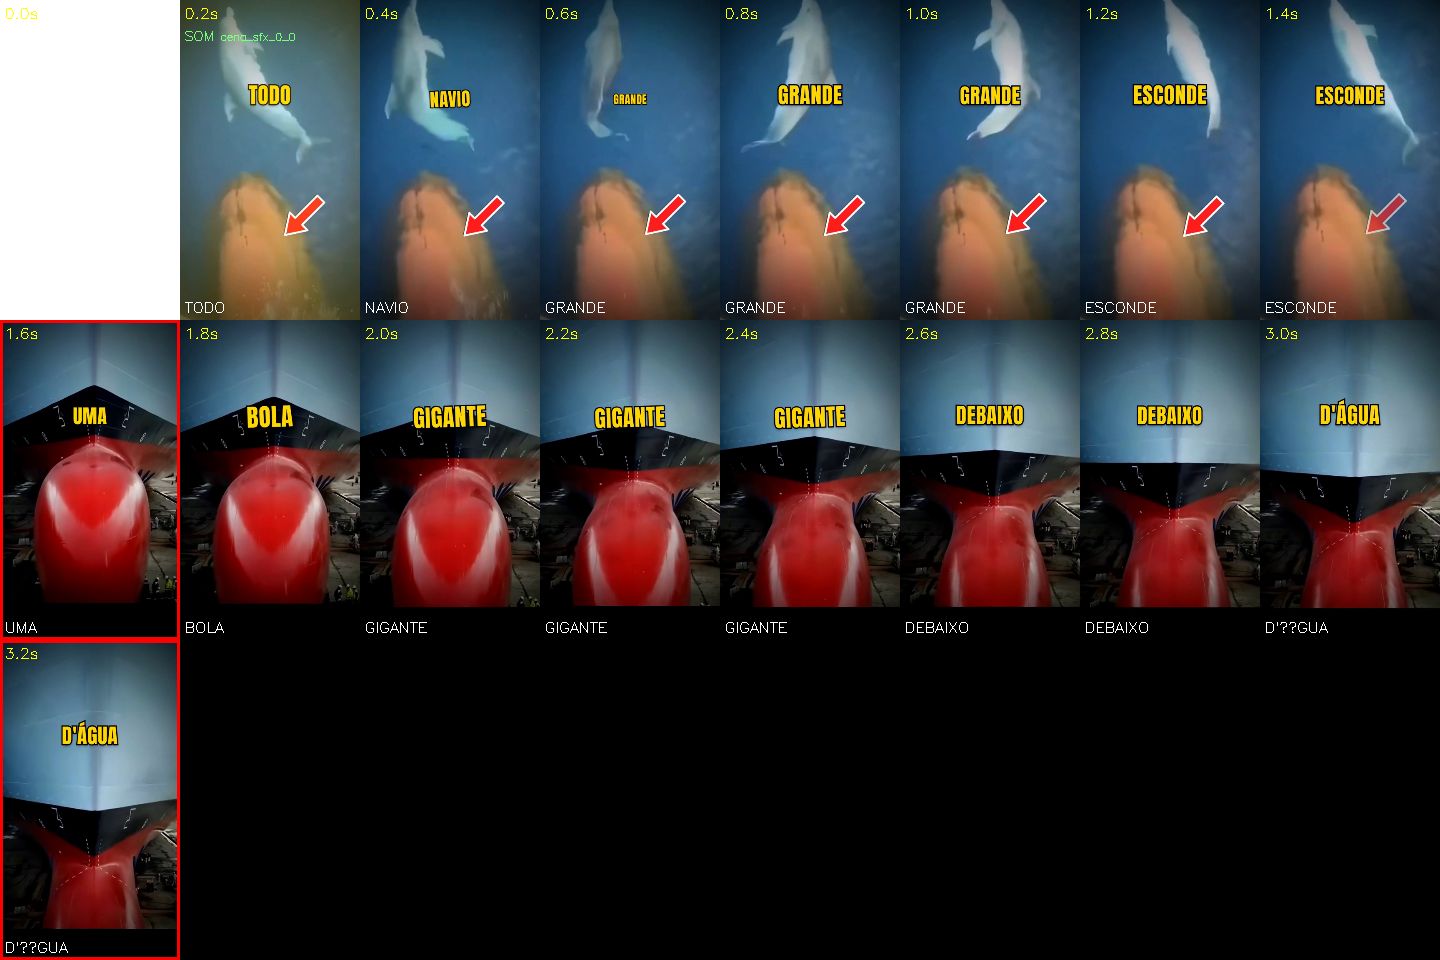 0.0s
0.2s
SOM cena_sfx_0_0
TODO
TODO
0.4s
NAVIO
NAVIO
0.6s
GRANDE
GRANDE
0.8s
GRANDE
GRANDE
1.0s
GRANDE
GRANDE
1.2s
ESCONDE
ESCONDE
1.4s
ESCONDE
ESCONDE
1.6s
UMA
UMA
1.8s
BOLA
BOLA
2.0s
GIGANTE
GIGANTE
2.2s
GIGANTE
GIGANTE
2.4s
GIGANTE
GIGANTE
2.6s
DEBAIXO
DEBAIXO
2.8s
DEBAIXO
DEBAIXO
3.0s
D'ÁGUA
D'??GUA
3.2s
D'ÁGUA
D'??GUA